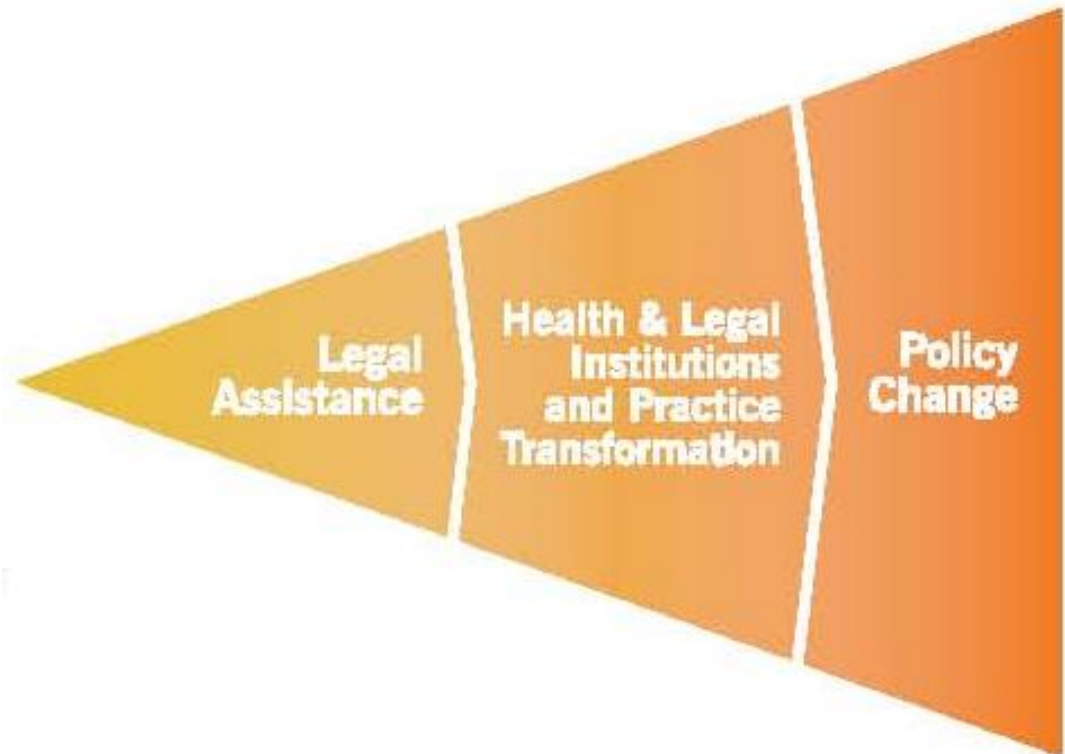 Legal
Assistance
Health & Legal
Institutions
and Practice
Transformation
Policy
Change